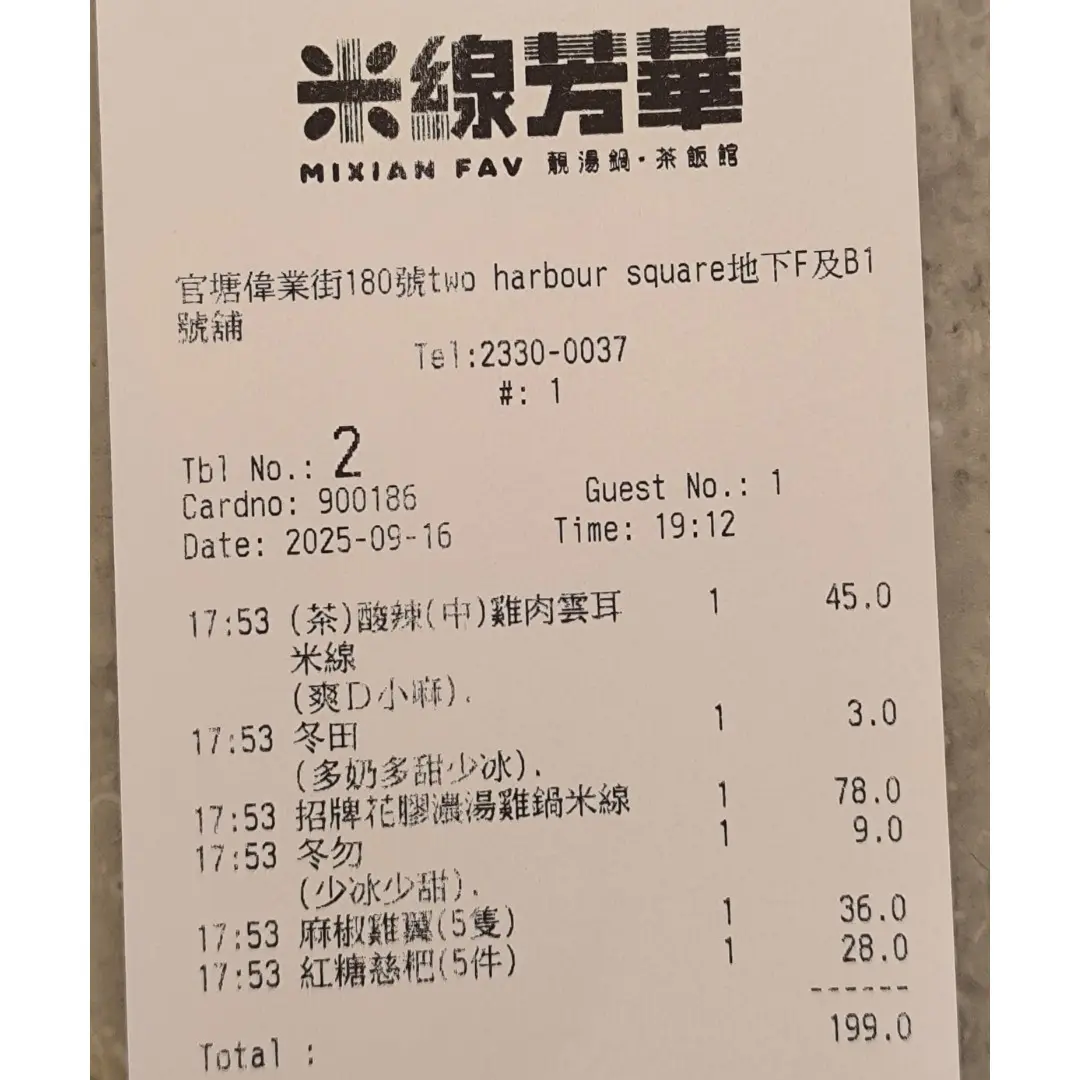 米線芳華
MIXIAN FAV 靚湯鍋·茶飯館
官塘偉業街180號two harbour square地下F及B1
號舖
Tel:2330-0037
#: 1
Tbl No.: 2
Cardno: 900186 Guest No.: 1
Date: 2025-09-16 Time: 19:12
17:53 (茶)酸辣(中)雞肉雲耳 1 45.0
米線
(爽D小麻).
17:53 冬田 1 3.0
(多奶多甜少冰).
17:53 招牌花膠濃湯雞鍋米線 1 78.0
17:53 冬勿 1 9.0
(少冰少甜).
17:53 麻椒雞翼(5隻) 1 36.0
17:53 紅糖慈粑(5件) 1 28.0
------
Total : 199.0